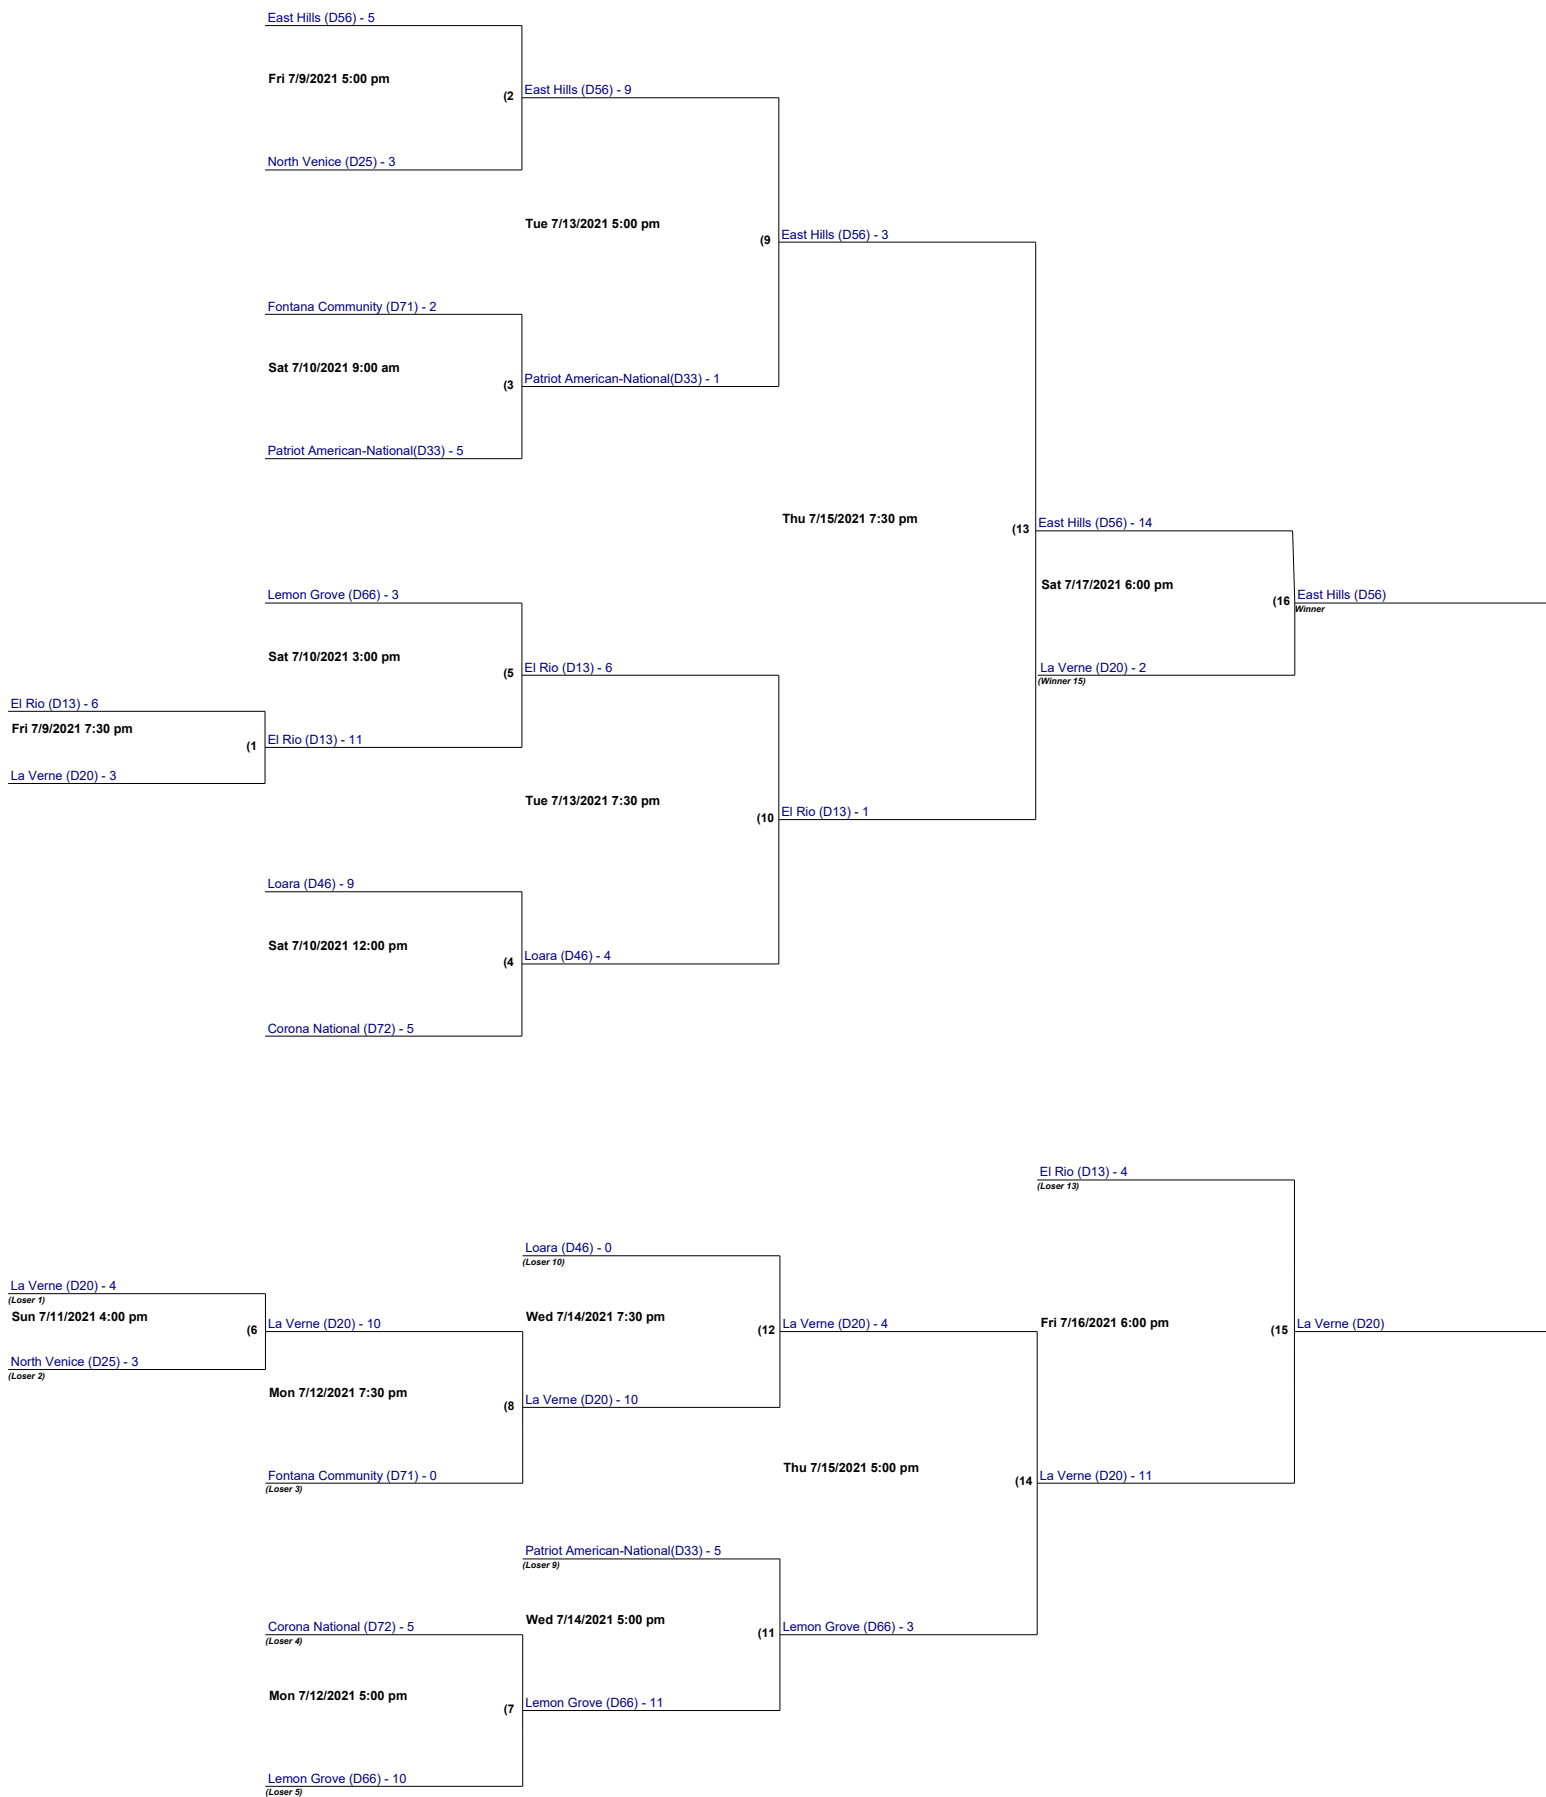 East Hills (D56) - 5
Fri 7/9/2021 5:00 pm
(2
East Hills (D56) - 9
North Venice (D25) - 3
Tue 7/13/2021 5:00 pm
(9
East Hills (D56) - 3
Fontana Community (D71) - 2
Sat 7/10/2021 9:00 am
(3
Patriot American-National(D33) - 1
Patriot American-National(D33) - 5
Thu 7/15/2021 7:30 pm
(13
East Hills (D56) - 14
Sat 7/17/2021 6:00 pm
(16
East Hills (D56)
Winner
Lemon Grove (D66) - 3
Sat 7/10/2021 3:00 pm
(5
El Rio (D13) - 6
La Verne (D20) - 2
(Winner 15)
El Rio (D13) - 6
Fri 7/9/2021 7:30 pm
(1
El Rio (D13) - 11
La Verne (D20) - 3
Tue 7/13/2021 7:30 pm
(10
El Rio (D13) - 1
Loara (D46) - 9
Sat 7/10/2021 12:00 pm
(4
Loara (D46) - 4
Corona National (D72) - 5
El Rio (D13) - 4
(Loser 13)
Loara (D46) - 0
(Loser 10)
La Verne (D20) - 4
(Loser 1)
Sun 7/11/2021 4:00 pm
(6
La Verne (D20) - 10
Wed 7/14/2021 7:30 pm
(12
La Verne (D20) - 4
Fri 7/16/2021 6:00 pm
(15
La Verne (D20)
North Venice (D25) - 3
(Loser 2)
Mon 7/12/2021 7:30 pm
(8
La Verne (D20) - 10
Fontana Community (D71) - 0
(Loser 3)
Thu 7/15/2021 5:00 pm
(14
La Verne (D20) - 11
Patriot American-National(D33) - 5
(Loser 9)
Corona National (D72) - 5
(Loser 4)
Wed 7/14/2021 5:00 pm
(11
Lemon Grove (D66) - 3
Mon 7/12/2021 5:00 pm
(7
Lemon Grove (D66) - 11
Lemon Grove (D66) - 10
(Loser 5)